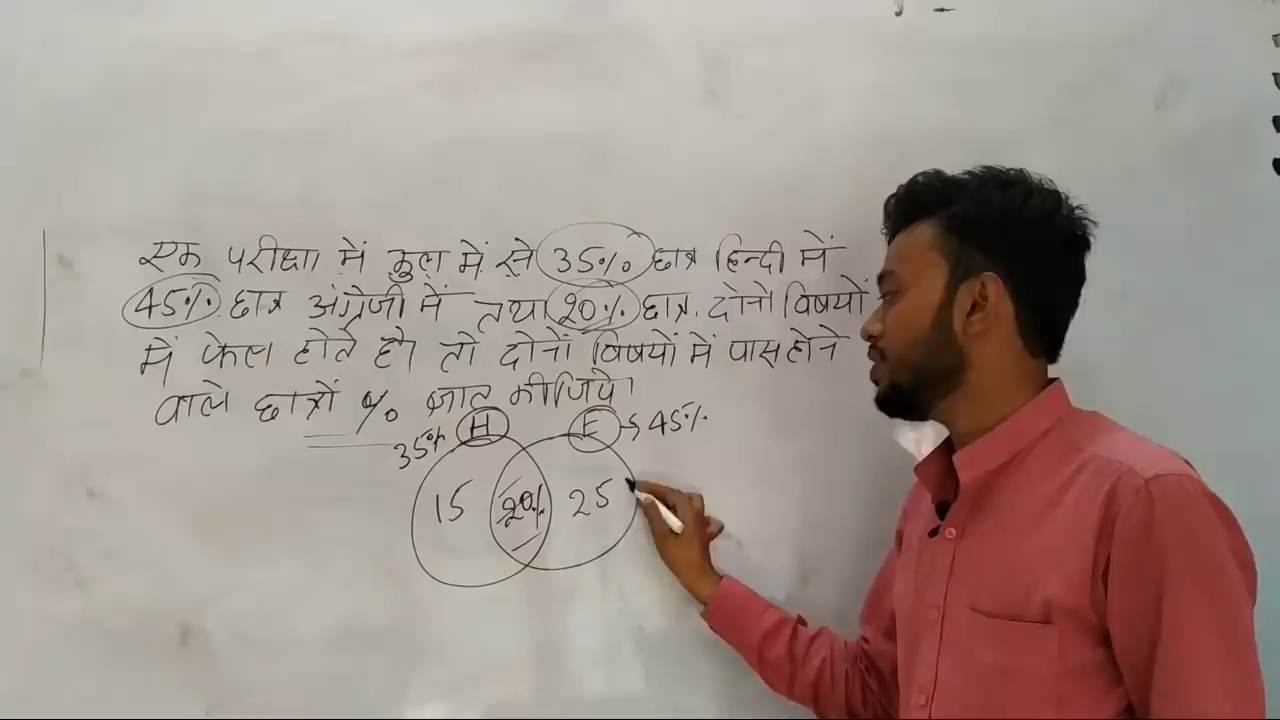 एक परीक्षा में कुल में से 35% छात्र हिन्दी में
45% छात्र अंग्रेजी में तथा 20% छात्र दोनो विषयों
में फेल होते है। तो दोनों विषयों में पास होने
वाले छात्रों % ज्ञात कीजिये।
35% H E → 45%
15 20% 25